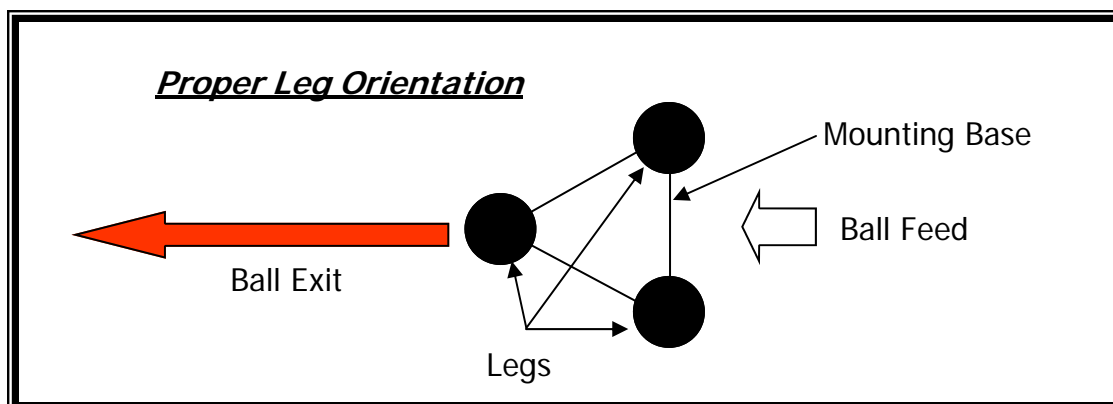 Proper Leg Orientation
Mounting Base
Ball Feed
Ball Exit
Legs